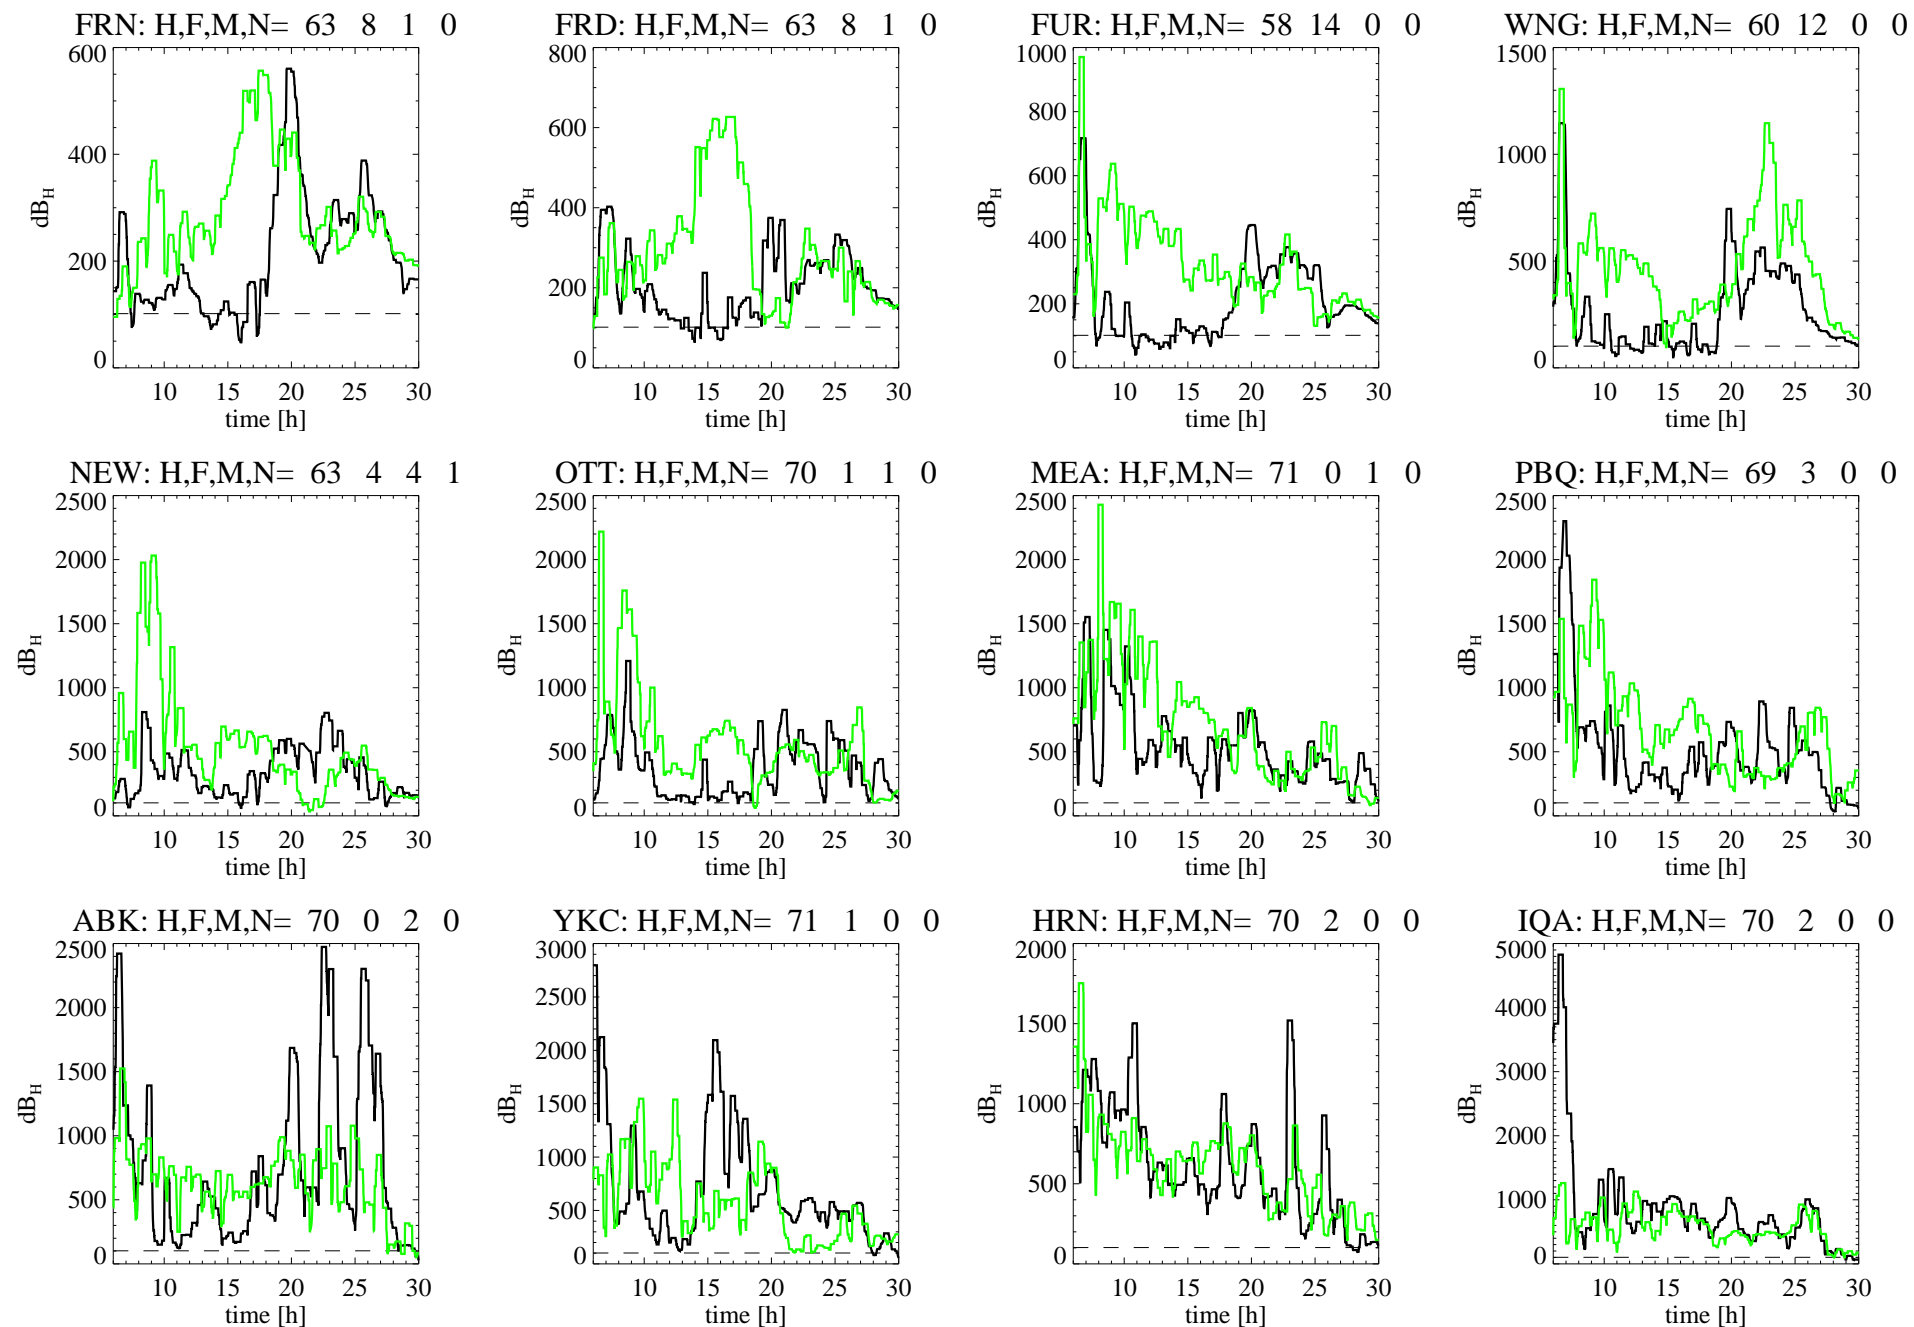 FRN: H,F,M,N= 63 8 1 0
FRD: H,F,M,N= 63 8 1 0
FUR: H,F,M,N= 58 14 0 0
WNG: H,F,M,N= 60 12 0 0
600
400
200
0
dB_H
10 15 20 25 30
time [h]
800
600
400
200
0
dB_H
10 15 20 25 30
time [h]
1000
800
600
400
200
0
dB_H
10 15 20 25 30
time [h]
1500
1000
500
0
dB_H
10 15 20 25 30
time [h]
NEW: H,F,M,N= 63 4 4 1
OTT: H,F,M,N= 70 1 1 0
MEA: H,F,M,N= 71 0 1 0
PBQ: H,F,M,N= 69 3 0 0
2500
2000
1500
1000
500
0
dB_H
10 15 20 25 30
time [h]
2500
2000
1500
1000
500
0
dB_H
10 15 20 25 30
time [h]
2500
2000
1500
1000
500
0
dB_H
10 15 20 25 30
time [h]
2500
2000
1500
1000
500
0
dB_H
10 15 20 25 30
time [h]
ABK: H,F,M,N= 70 0 2 0
YKC: H,F,M,N= 71 1 0 0
HRN: H,F,M,N= 70 2 0 0
IQA: H,F,M,N= 70 2 0 0
2500
2000
1500
1000
500
0
dB_H
10 15 20 25 30
time [h]
3000
2500
2000
1500
1000
500
0
dB_H
10 15 20 25 30
time [h]
2000
1500
1000
500
0
dB_H
10 15 20 25 30
time [h]
5000
4000
3000
2000
1000
0
dB_H
10 15 20 25 30
time [h]